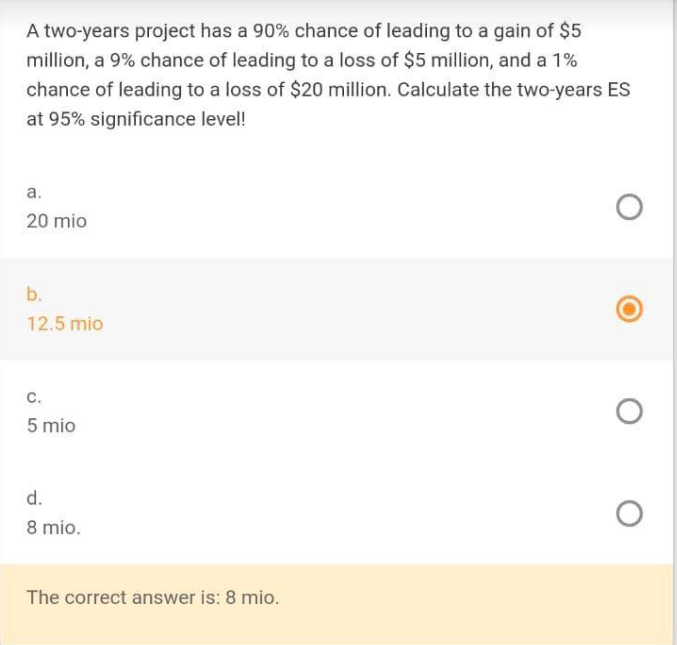 A two-years project has a 90% chance of leading to a gain of $5
million, a 9% chance of leading to a loss of $5 million, and a 1%
chance of leading to a loss of $20 million. Calculate the two-years ES
at 95% significance level!
a.
20 mio
b.
12.5 mio
c.
5 mio
d.
8 mio.
The correct answer is: 8 mio.